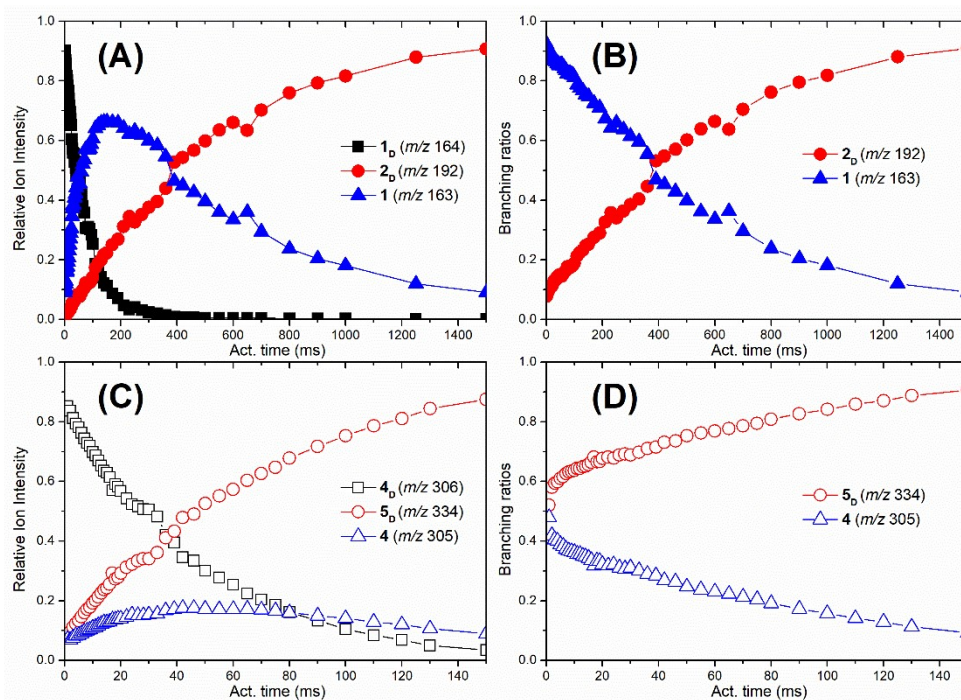 (A)
Relative Ion Intensity
1.0
0.8
0.6
0.4
0.2
0.0
1D (m/z 164)
2D (m/z 192)
1 (m/z 163)
0 200 400 600 800 1000 1200 1400
Act. time (ms)
(B)
Branching ratios
1.0
0.8
0.6
0.4
0.2
0.0
2D (m/z 192)
1 (m/z 163)
0 200 400 600 800 1000 1200 1400
Act. time (ms)
(C)
Relative Ion Intensity
1.0
0.8
0.6
0.4
0.2
0.0
4D (m/z 306)
5D (m/z 334)
4 (m/z 305)
0 20 40 60 80 100 120 140
Act. time (ms)
(D)
Branching ratios
1.0
0.8
0.6
0.4
0.2
0.0
5D (m/z 334)
4 (m/z 305)
0 20 40 60 80 100 120 140
Act. time (ms)